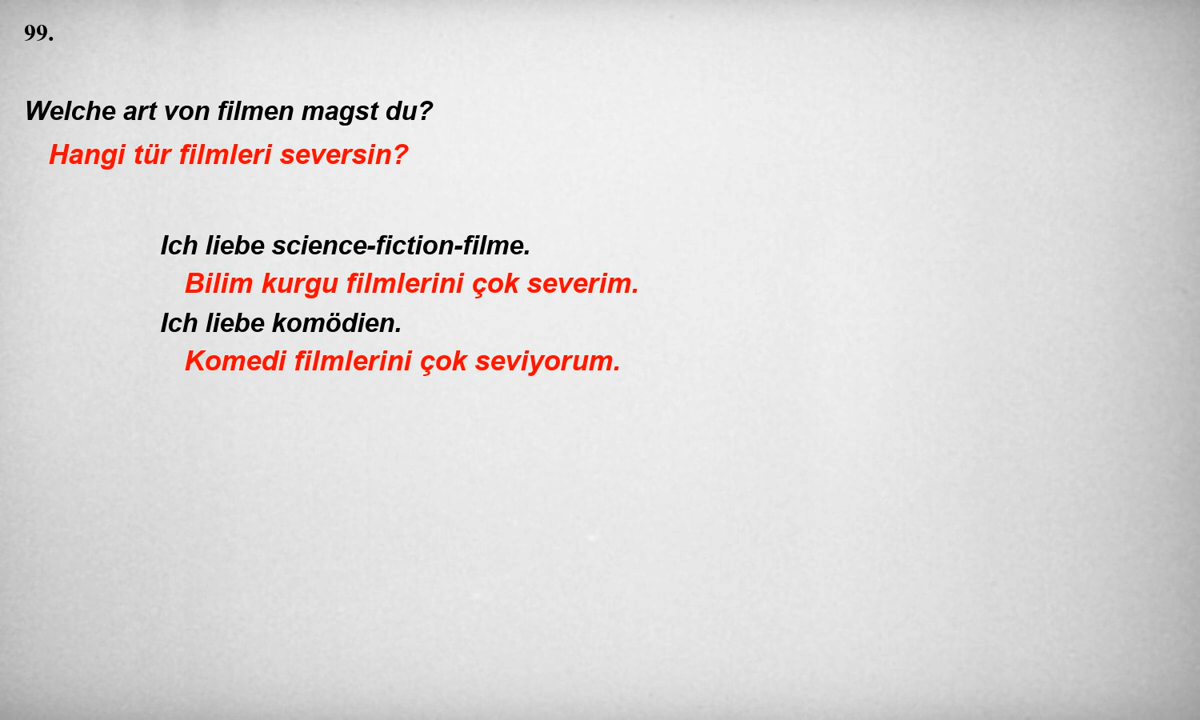 99.
Welche art von filmen magst du?
Hangi tür filmleri seversin?
Ich liebe science-fiction-filme.
Bilim kurgu filmlerini çok severim.
Ich liebe komödien.
Komedi filmlerini çok seviyorum.